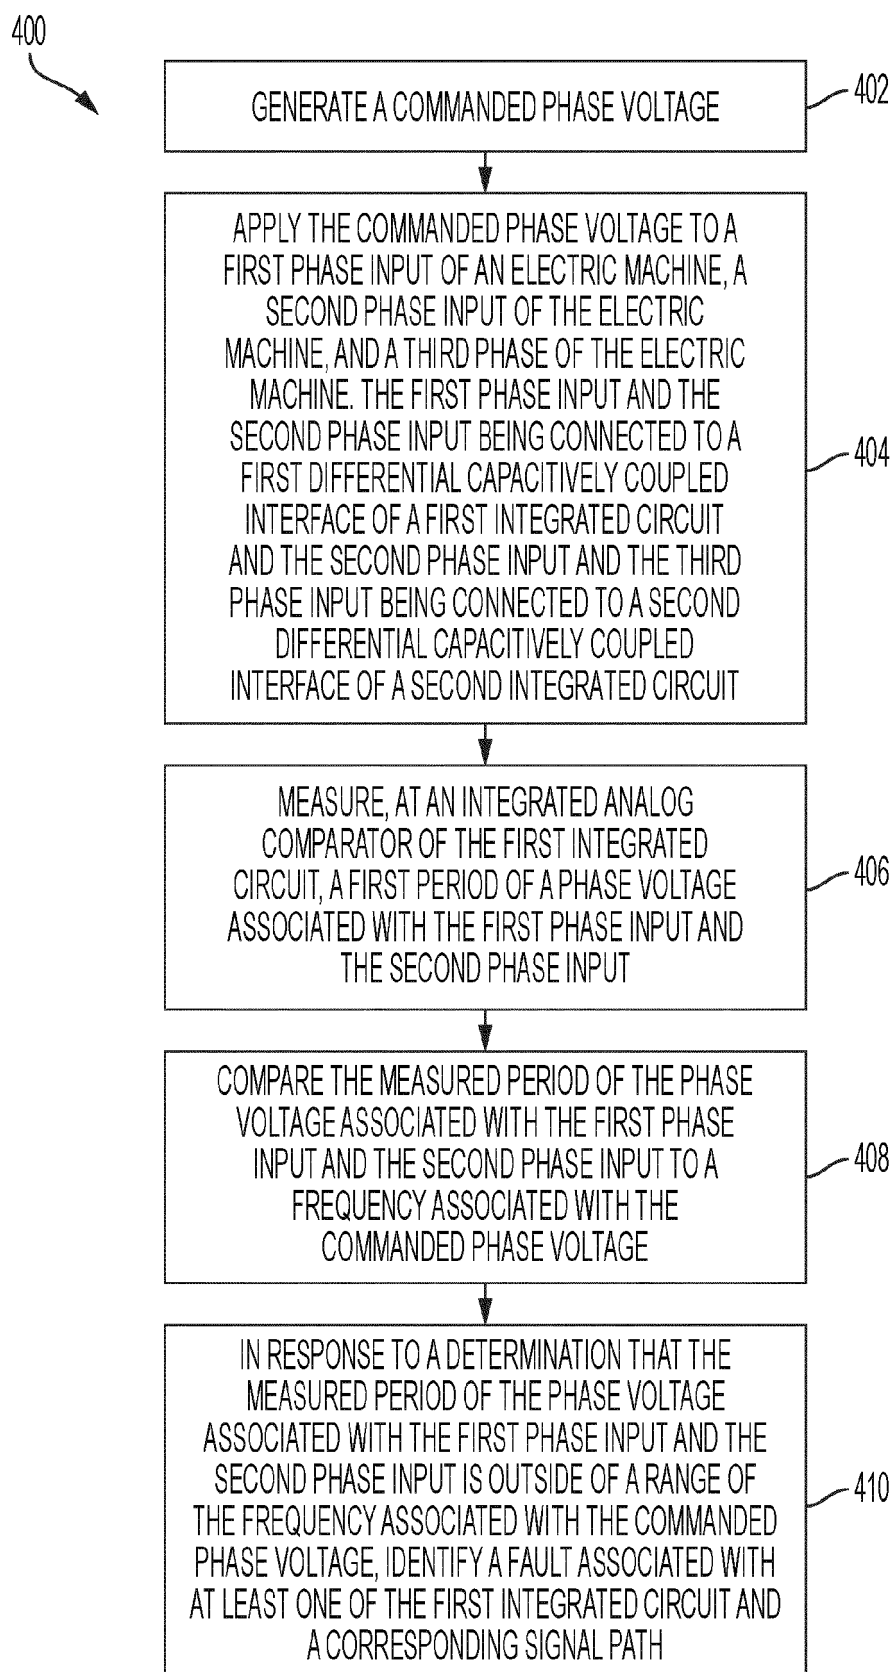 400
GENERATE A COMMANDED PHASE VOLTAGE
402
APPLY THE COMMANDED PHASE VOLTAGE TO A
FIRST PHASE INPUT OF AN ELECTRIC MACHINE, A
SECOND PHASE INPUT OF THE ELECTRIC
MACHINE, AND A THIRD PHASE OF THE ELECTRIC
MACHINE. THE FIRST PHASE INPUT AND THE
SECOND PHASE INPUT BEING CONNECTED TO A
FIRST DIFFERENTIAL CAPACITIVELY COUPLED
INTERFACE OF A FIRST INTEGRATED CIRCUIT
AND THE SECOND PHASE INPUT AND THE THIRD
PHASE INPUT BEING CONNECTED TO A SECOND
DIFFERENTIAL CAPACITIVELY COUPLED
INTERFACE OF A SECOND INTEGRATED CIRCUIT
404
MEASURE, AT AN INTEGRATED ANALOG
COMPARATOR OF THE FIRST INTEGRATED
CIRCUIT, A FIRST PERIOD OF A PHASE VOLTAGE
ASSOCIATED WITH THE FIRST PHASE INPUT AND
THE SECOND PHASE INPUT
406
COMPARE THE MEASURED PERIOD OF THE PHASE
VOLTAGE ASSOCIATED WITH THE FIRST PHASE
INPUT AND THE SECOND PHASE INPUT TO A
FREQUENCY ASSOCIATED WITH THE
COMMANDED PHASE VOLTAGE
408
IN RESPONSE TO A DETERMINATION THAT THE
MEASURED PERIOD OF THE PHASE VOLTAGE
ASSOCIATED WITH THE FIRST PHASE INPUT AND THE
SECOND PHASE INPUT IS OUTSIDE OF A RANGE OF
THE FREQUENCY ASSOCIATED WITH THE COMMANDED
PHASE VOLTAGE, IDENTIFY A FAULT ASSOCIATED WITH
AT LEAST ONE OF THE FIRST INTEGRATED CIRCUIT AND
A CORRESPONDING SIGNAL PATH
410